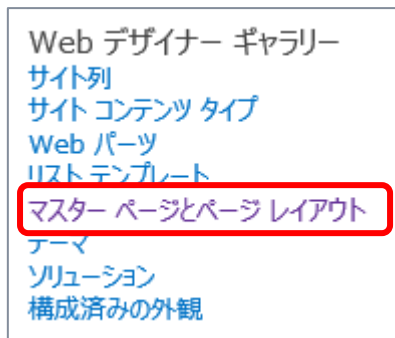 Web デザイナー ギャラリー
サイト列
サイト コンテンツ タイプ
Web パーツ
リスト テンプレート
マスター ページとページ レイアウト
テーマ
ソリューション
構成済みの外観